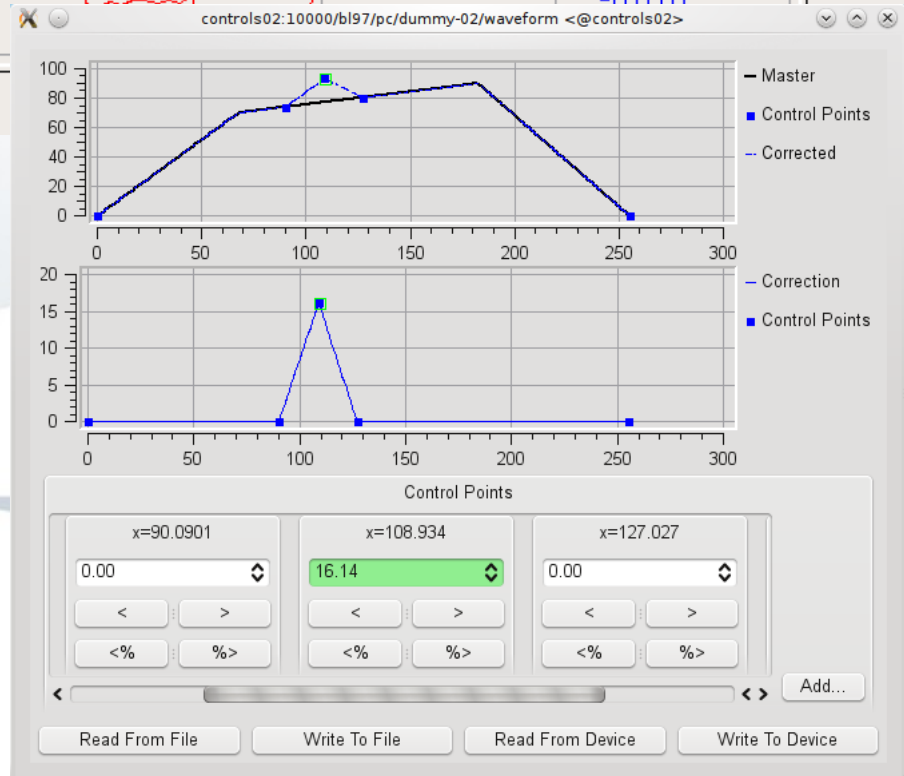 controls02:10000/bl97/pc/dummy-02/waveform <@controls02>
100
80
60
40
20
0
0 50 100 150 200 250 300
Master
Control Points
Corrected
20
15
10
5
0
0 50 100 150 200 250 300
Correction
Control Points
Control Points
x=90.0901 x=108.934 x=127.027
0.00 16.14 0.00
< > < > < >
<% %> <% %> <% %>
< < >
Add...
Read From File Write To File Read From Device Write To Device